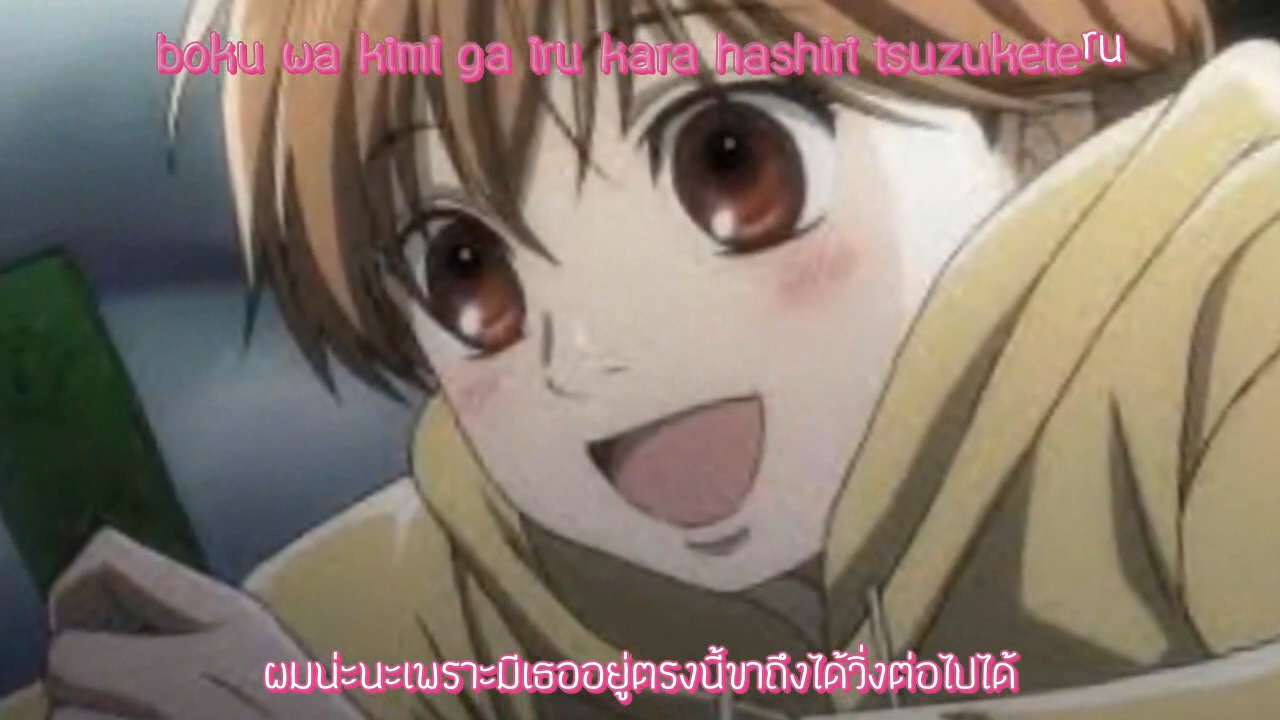 boku wa kimi ga iru kara hashiri tsuzuketeru
ผมน่ะนะเพราะมีเธออยู่ตรงนี้ขาถึงได้วิ่งต่อไปได้